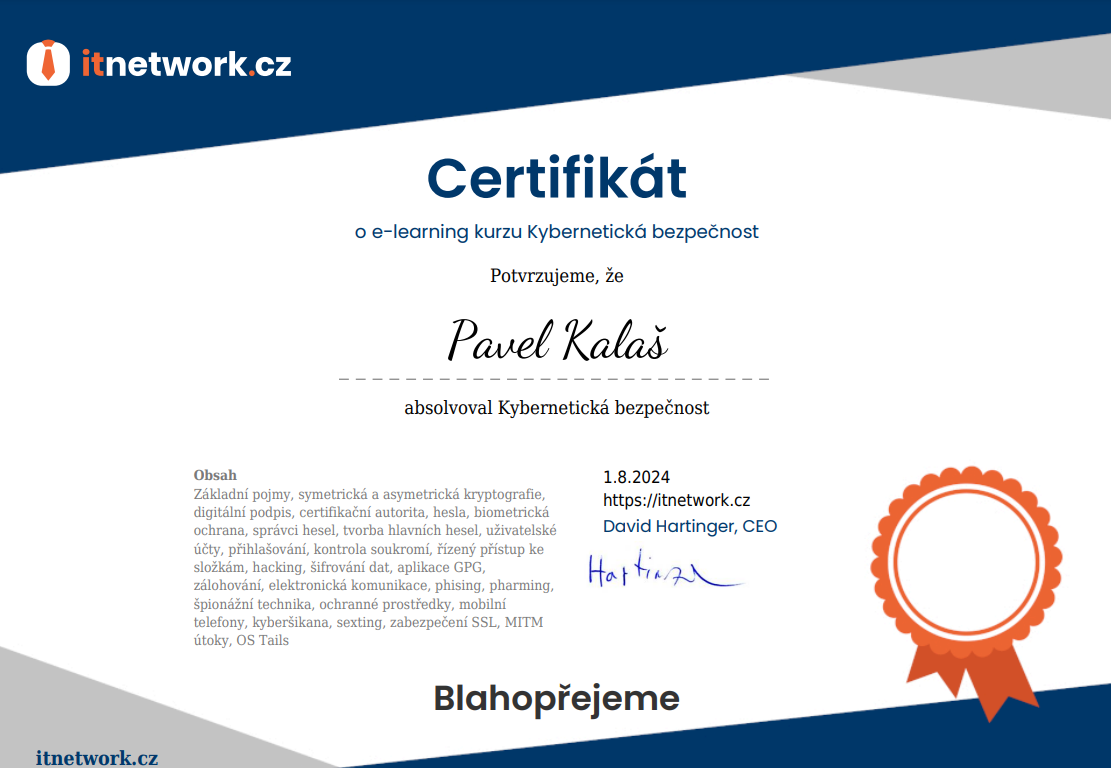 itnetwork.cz
Certifikát
o e-learning kurzu Kybernetická bezpečnost
Potvrzujeme, že
Pavel Kalaš
absolvoval Kybernetická bezpečnost
Obsah
Základní pojmy, symetrická a asymetrická kryptografie,
digitální podpis, certifikační autorita, hesla, biometrická
ochrana, správci hesel, tvorba hlavních hesel, uživatelské
účty, přihlašování, kontrola soukromí, řízený přístup ke
složkám, hacking, šifrování dat, aplikace GPG,
zálohování, elektronická komunikace, phising, pharming,
špionážní technika, ochranné prostředky, mobilní
telefony, kyberšikana, sexting, zabezpečení SSL, MITM
útoky, OS Tails
1.8.2024
https://itnetwork.cz
David Hartinger, CEO
Blahopřejeme
itnetwork.cz